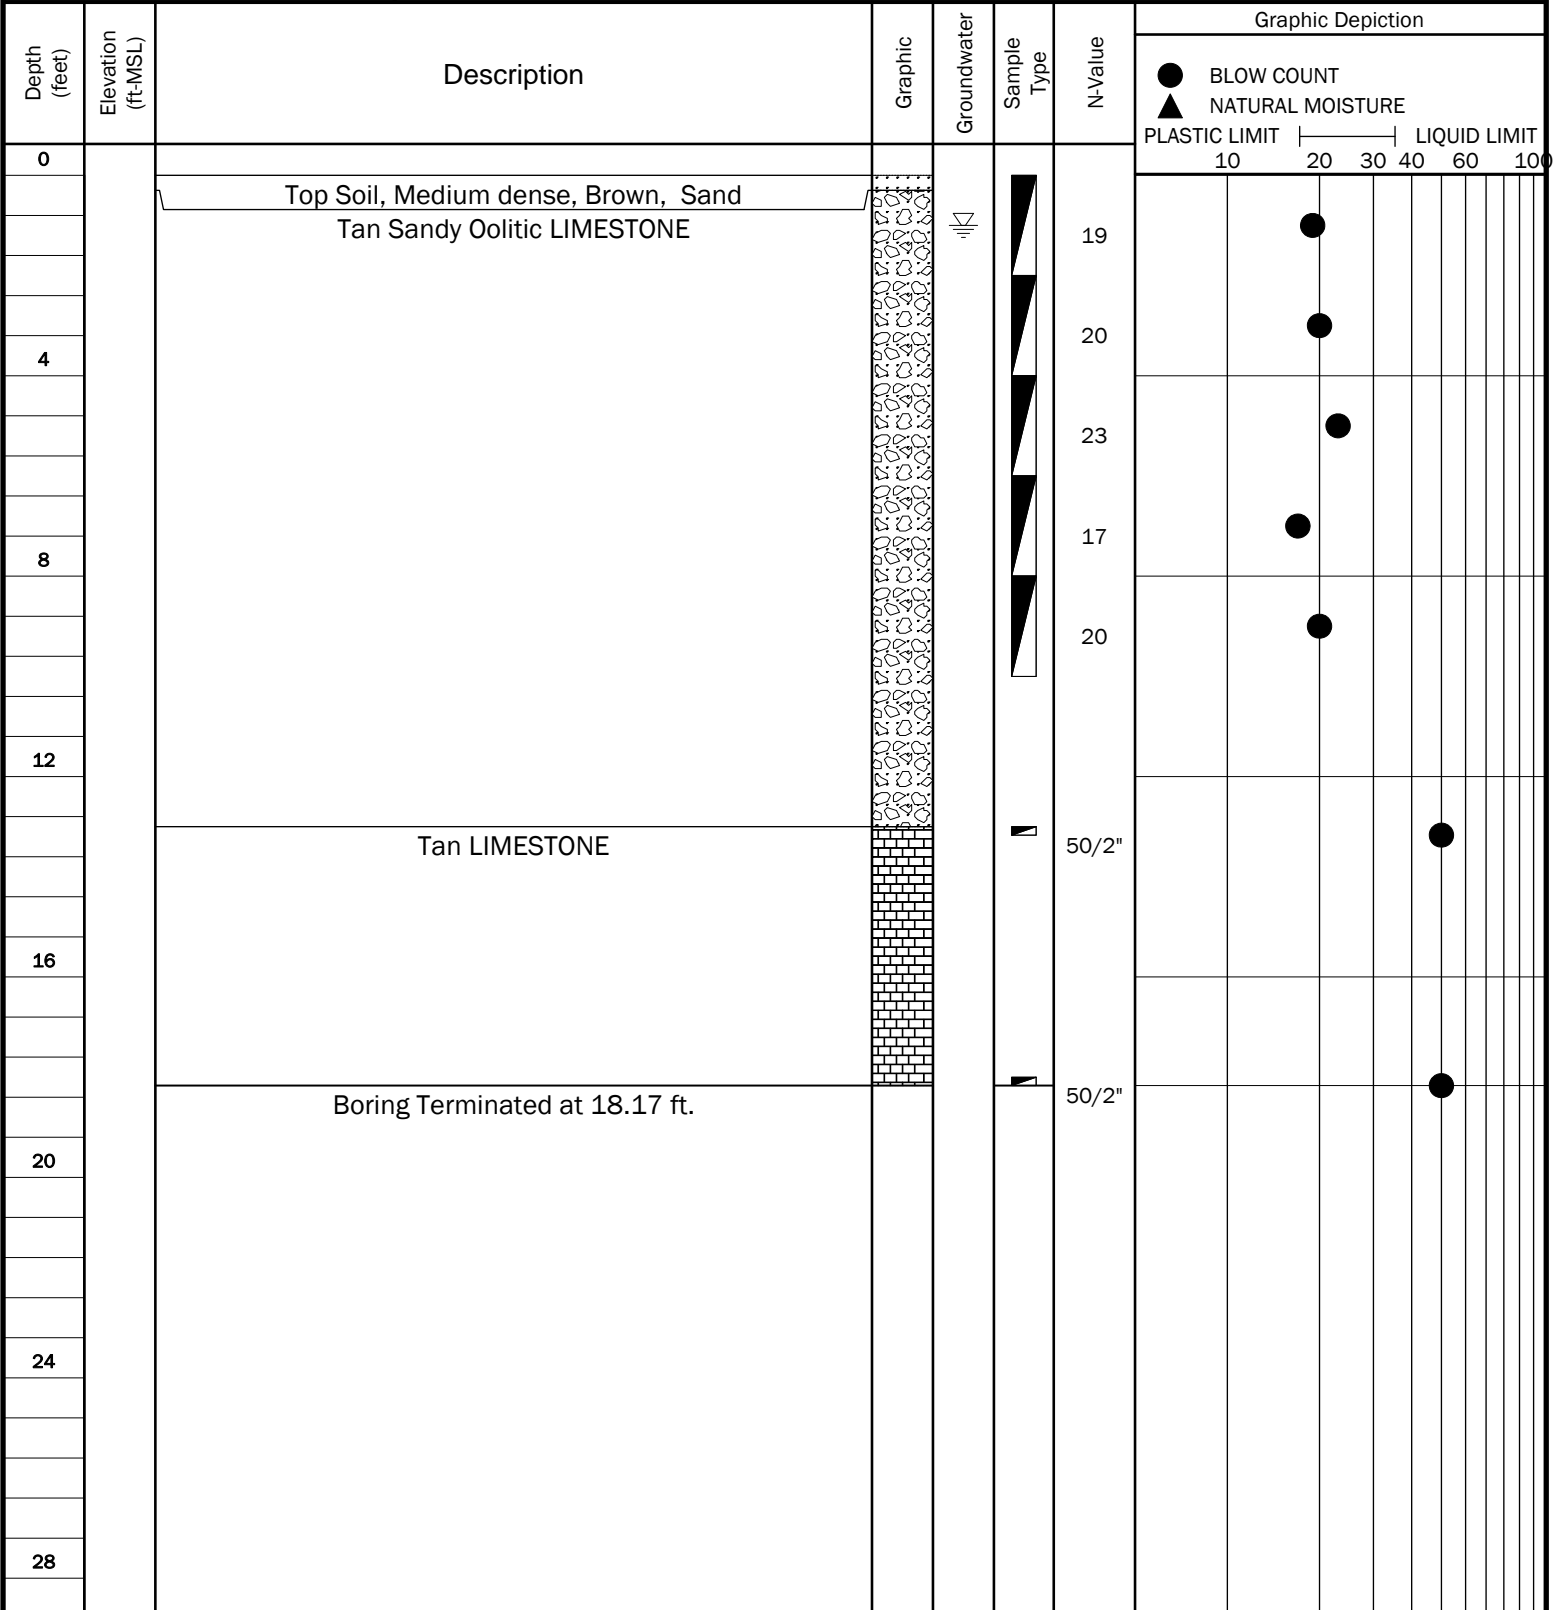 Depth
(feet)
Elevation
(ft-MSL)
Description
Graphic
Groundwater
Sample
Type
N-Value
Graphic Depiction
BLOW COUNT
NATURAL MOISTURE
PLASTIC LIMIT LIQUID LIMIT
10 20 30 40 60 100
0
Top Soil, Medium dense, Brown, Sand
Tan Sandy Oolitic LIMESTONE
19
20
4
23
17
8
20
12
Tan LIMESTONE
50/2"
16
Boring Terminated at 18.17 ft.
50/2"
20
24
28